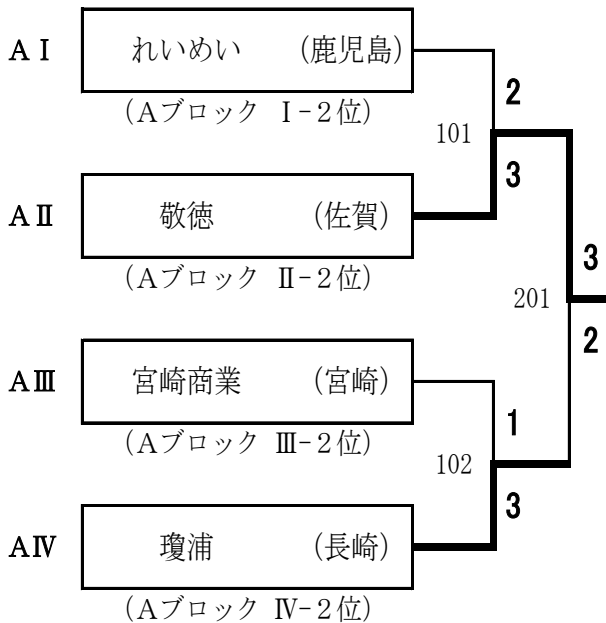 AⅠ れいめい (鹿児島)
2
(Aブロック Ⅰ-2位)
101
3
AⅡ 敬徳 (佐賀)
(Aブロック Ⅱ-2位)
3
201
2
AⅢ 宮崎商業 (宮崎)
1
(Aブロック Ⅲ-2位)
102
3
AⅣ 瓊浦 (長崎)
(Aブロック Ⅳ-2位)